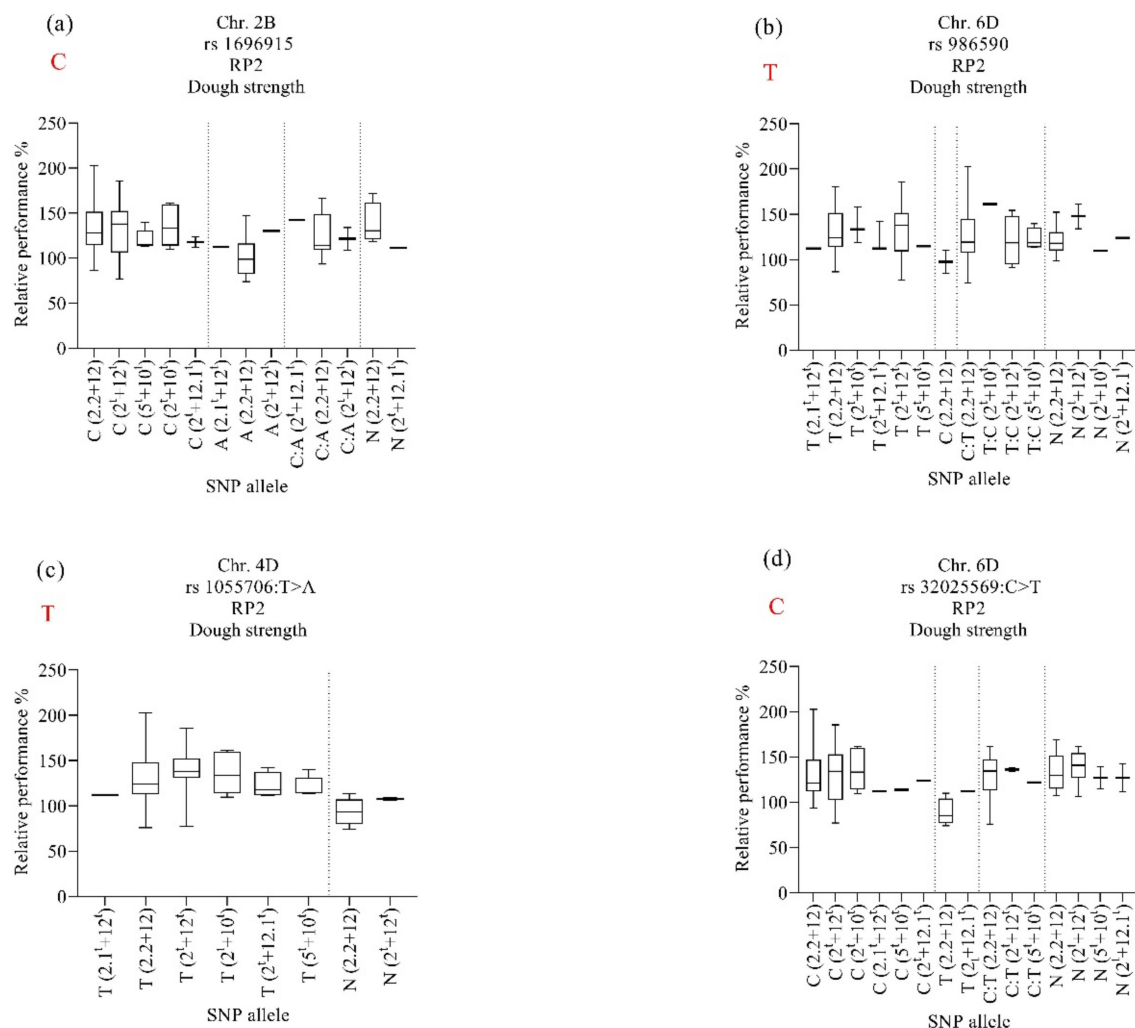 (a)
Chr. 2B
rs 1696915
RP2
Dough strength
C
Relative performance %
250
200
150
100
50
0
C (2.2+12)
C (2ᵗ+12ᵗ)
C (5ᵗ+10ᵗ)
C (2ᵗ+10ᵗ)
C (2ᵗ+12.1ᵗ)
A (2.1ᵗ+12ᵗ)
A (2.2+12)
A (2ᵗ+12ᵗ)
C:A (2ᵗ+12.1ᵗ)
C:A (2.2+12)
C:A (2ᵗ+12ᵗ)
N (2.2+12)
N (2ᵗ+12.1ᵗ)
SNP allele
(b)
Chr. 6D
rs 986590
RP2
Dough strength
T
Relative performance %
250
200
150
100
50
0
T (2.1ᵗ+12ᵗ)
T (2.2+12)
T (2ᵗ+10ᵗ)
T (2ᵗ+12.1ᵗ)
T (2ᵗ+12ᵗ)
T (5ᵗ+10ᵗ)
C (2.2+12)
C:T (2.2+12)
T:C (2ᵗ+10ᵗ)
T:C (2ᵗ+12ᵗ)
T:C (5ᵗ+10ᵗ)
N (2.2+12)
N (2ᵗ+12ᵗ)
N (2ᵗ+10ᵗ)
N (2ᵗ+12.1ᵗ)
SNP allele
(c)
Chr. 4D
rs 1055706:T>A
RP2
Dough strength
T
Relative performance %
250
200
150
100
50
0
T (2.1ᵗ+12ᵗ)
T (2.2+12)
T (2ᵗ+12ᵗ)
T (2ᵗ+10ᵗ)
T (2ᵗ+12.1ᵗ)
T (5ᵗ+10ᵗ)
N (2.2+12)
N (2ᵗ+12ᵗ)
SNP allele
(d)
Chr. 6D
rs 32025569:C>T
RP2
Dough strength
C
Relative performance %
250
200
150
100
50
0
C (2.2+12)
C (2ᵗ+12ᵗ)
C (2ᵗ+10ᵗ)
C (2.1ᵗ+12ᵗ)
C (5ᵗ+10ᵗ)
C (2ᵗ+12.1ᵗ)
T (2.2+12)
T (2ᵗ+12.1ᵗ)
C:T (2.2+12)
C:T (2ᵗ+12ᵗ)
C:T (5ᵗ+10ᵗ)
N (2.2+12)
N (2ᵗ+12ᵗ)
N (5ᵗ+10ᵗ)
N (2ᵗ+12.1ᵗ)
SNP allele